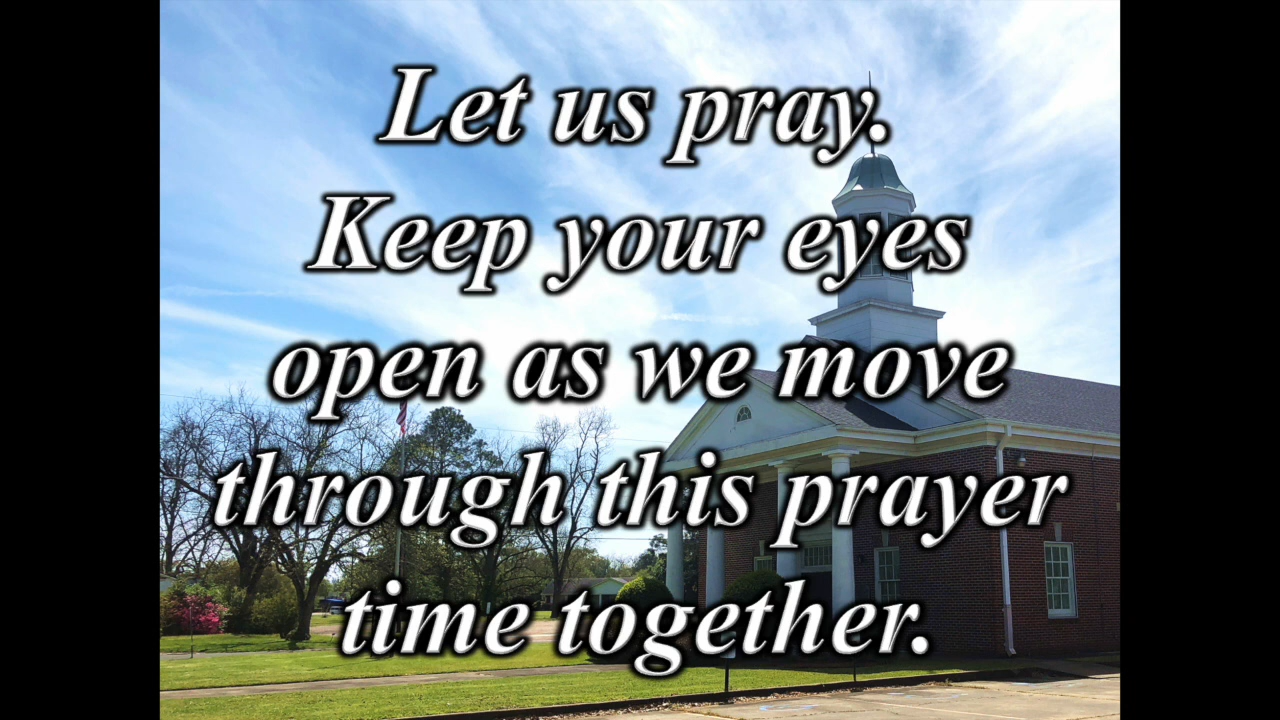 Let us pray.
Keep your eyes
open as we move
through this prayer
time together.